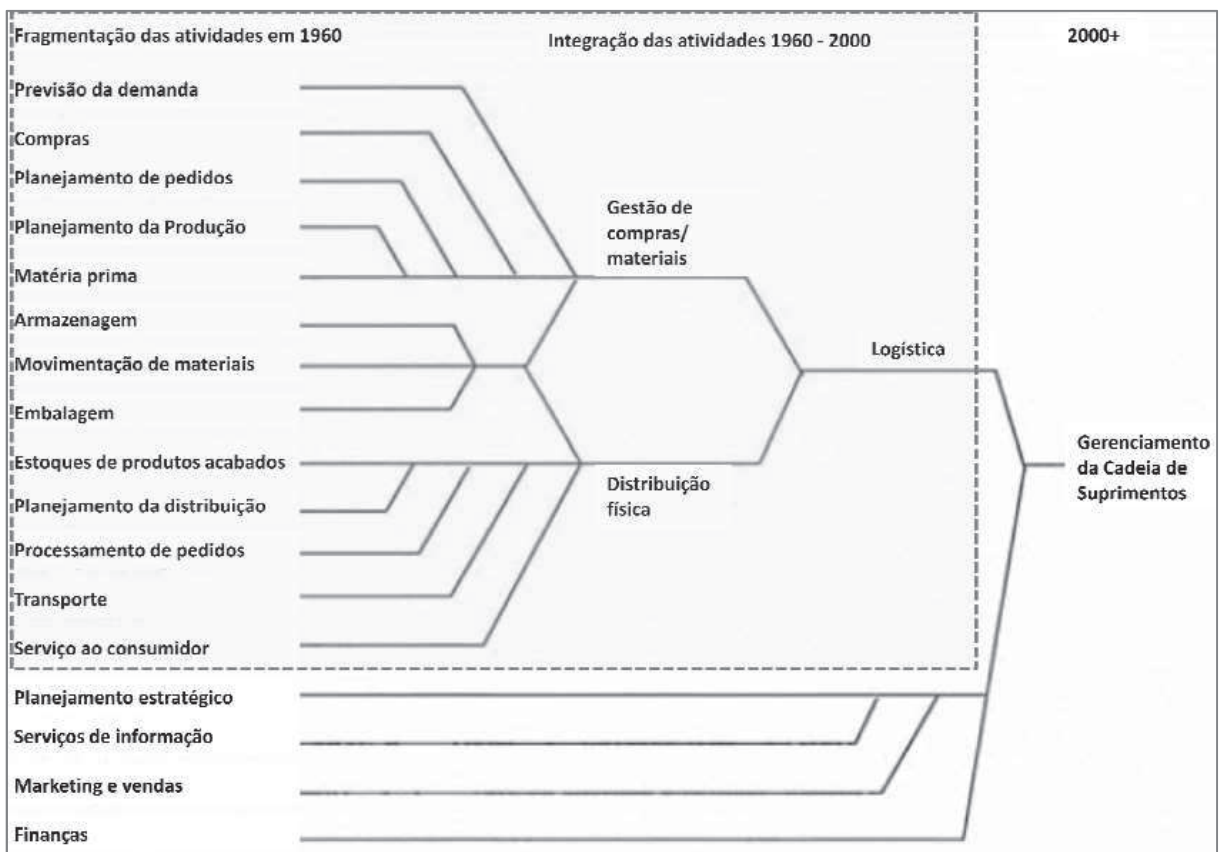 Fragmentação das atividades em 1960
Integração das atividades 1960 - 2000
2000+
Previsão da demanda
Compras
Planejamento de pedidos
Planejamento da Produção
Matéria prima
Armazenagem
Movimentação de materiais
Embalagem
Estoques de produtos acabados
Planejamento da distribuição
Processamento de pedidos
Transporte
Serviço ao consumidor
Planejamento estratégico
Serviços de informação
Marketing e vendas
Finanças
Gestão de
compras/
materiais
Distribuição
física
Logística
Gerenciamento
da Cadeia de
Suprimentos